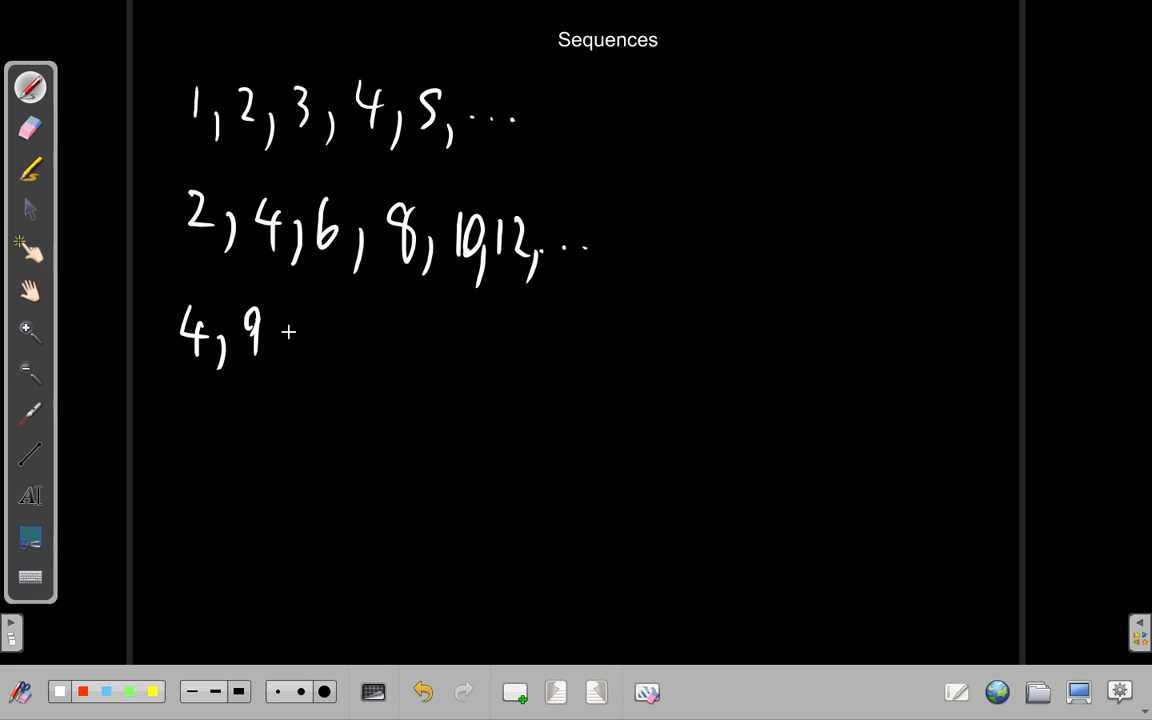 Sequences
1, 2, 3, 4, 5, ...
2, 4, 6, 8, 10, 12, ...
4, 9